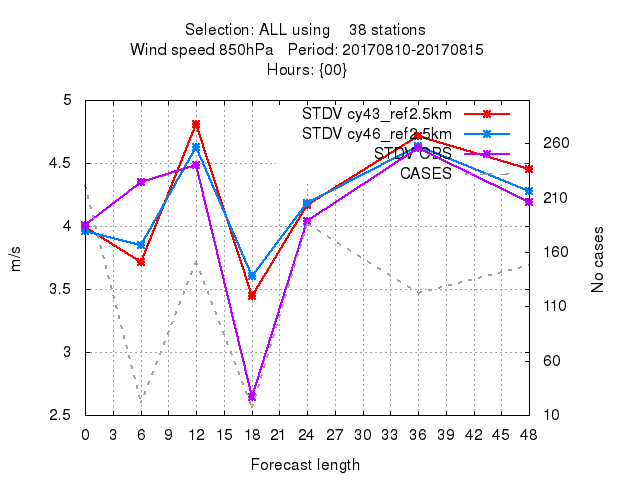 Selection: ALL using 38 stations
Wind speed 850hPa Period: 20170810-20170815
Hours: {00}
STDV cy43_ref2.5km
STDV cy46_ref2.5km
STDV OBS
CASES
5
4.5
4
3.5
3
2.5
m/s
260
210
160
110
60
10
No cases
0 3 6 9 12 15 18 21 24 27 30 33 36 39 42 45 48
Forecast length